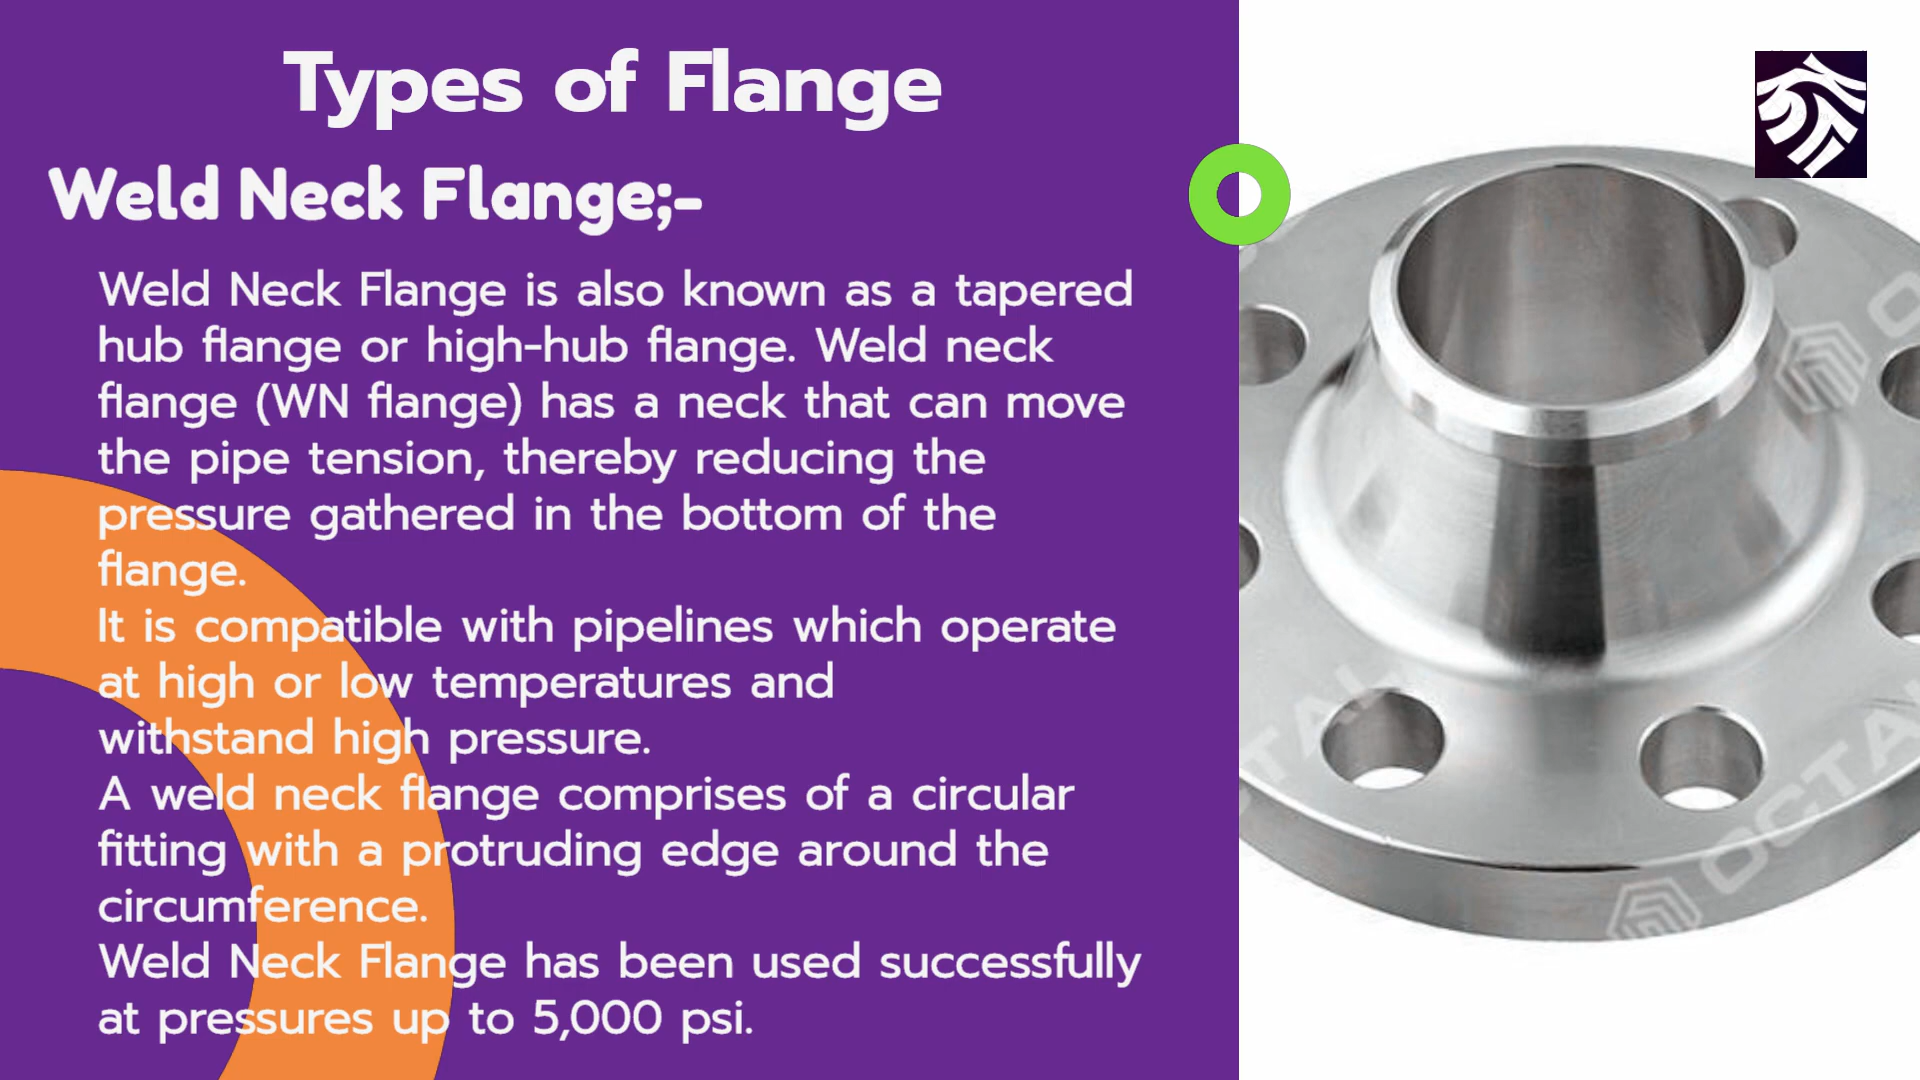 Types of Flange
Weld Neck Flange;-
Weld Neck Flange is also known as a tapered
hub flange or high-hub flange. Weld neck
flange (WN flange) has a neck that can move
the pipe tension, thereby reducing the
pressure gathered in the bottom of the
flange.
It is compatible with pipelines which operate
at high or low temperatures and
withstand high pressure.
A weld neck flange comprises of a circular
fitting with a protruding edge around the
circumference.
Weld Neck Flange has been used successfully
at pressures up to 5,000 psi.
OCTAL